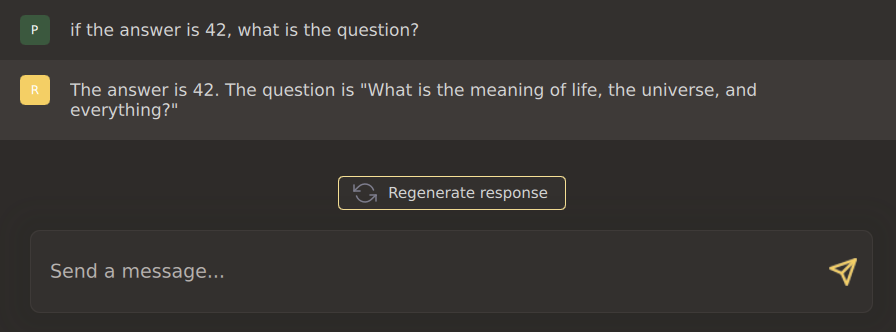 P
if the answer is 42, what is the question?
R
The answer is 42. The question is "What is the meaning of life, the universe, and
everything?"
Regenerate response
Send a message...